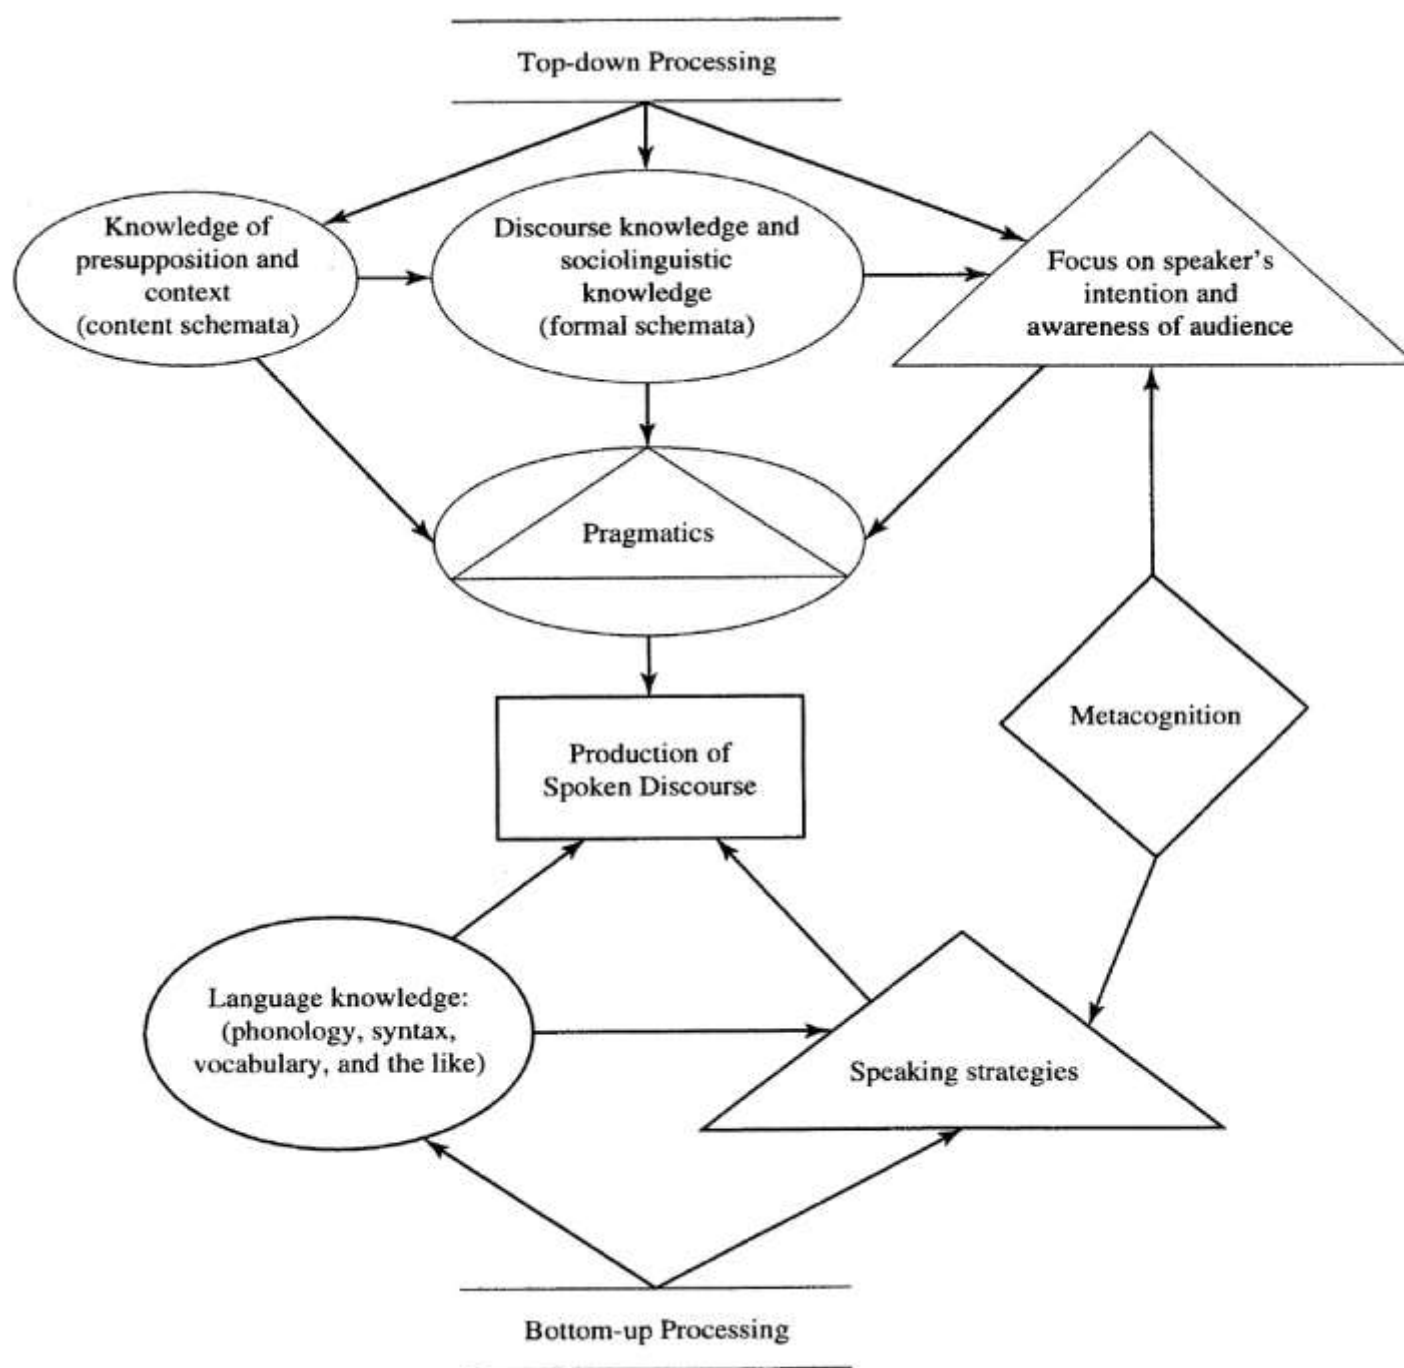 Top-down Processing
Knowledge of
presupposition and
context
(content schemata)
Discourse knowledge and
sociolinguistic
knowledge
(formal schemata)
Focus on speaker's
intention and
awareness of audience
Pragmatics
Production of
Spoken Discourse
Metacognition
Language knowledge:
(phonology, syntax,
vocabulary, and the like)
Speaking strategies
Bottom-up Processing